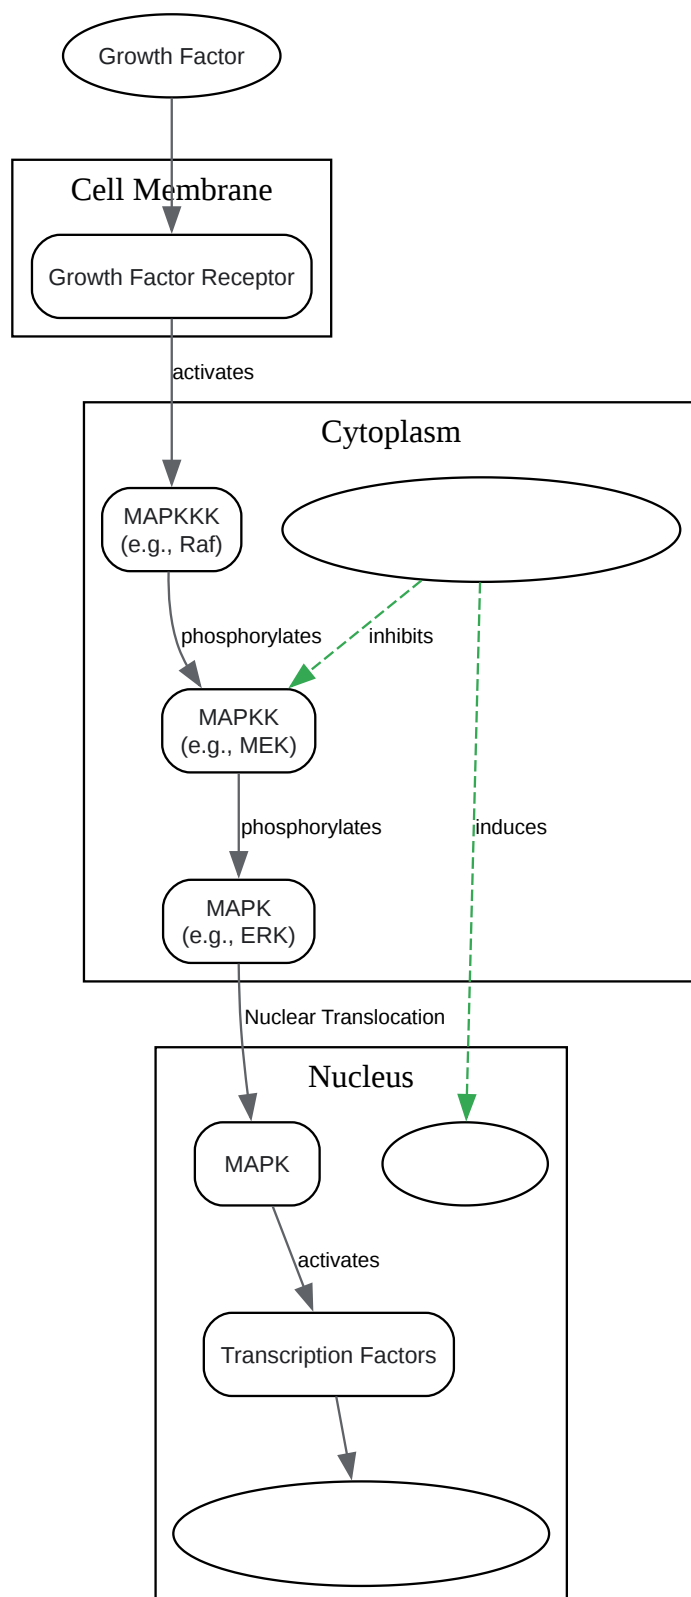 Growth Factor
Cell Membrane
Growth Factor Receptor
activates
Cytoplasm
MAPKKK
(e.g., Raf)
phosphorylates
inhibits
MAPKK
(e.g., MEK)
phosphorylates
induces
MAPK
(e.g., ERK)
Nuclear Translocation
Nucleus
MAPK
activates
Transcription Factors